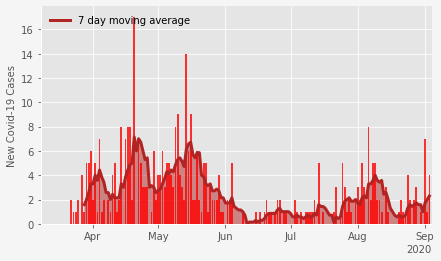 7 day moving average
New Covid-19 Cases
16
14
12
10
8
6
4
2
0
Apr
May
Jun
Jul
Aug
Sep
2020